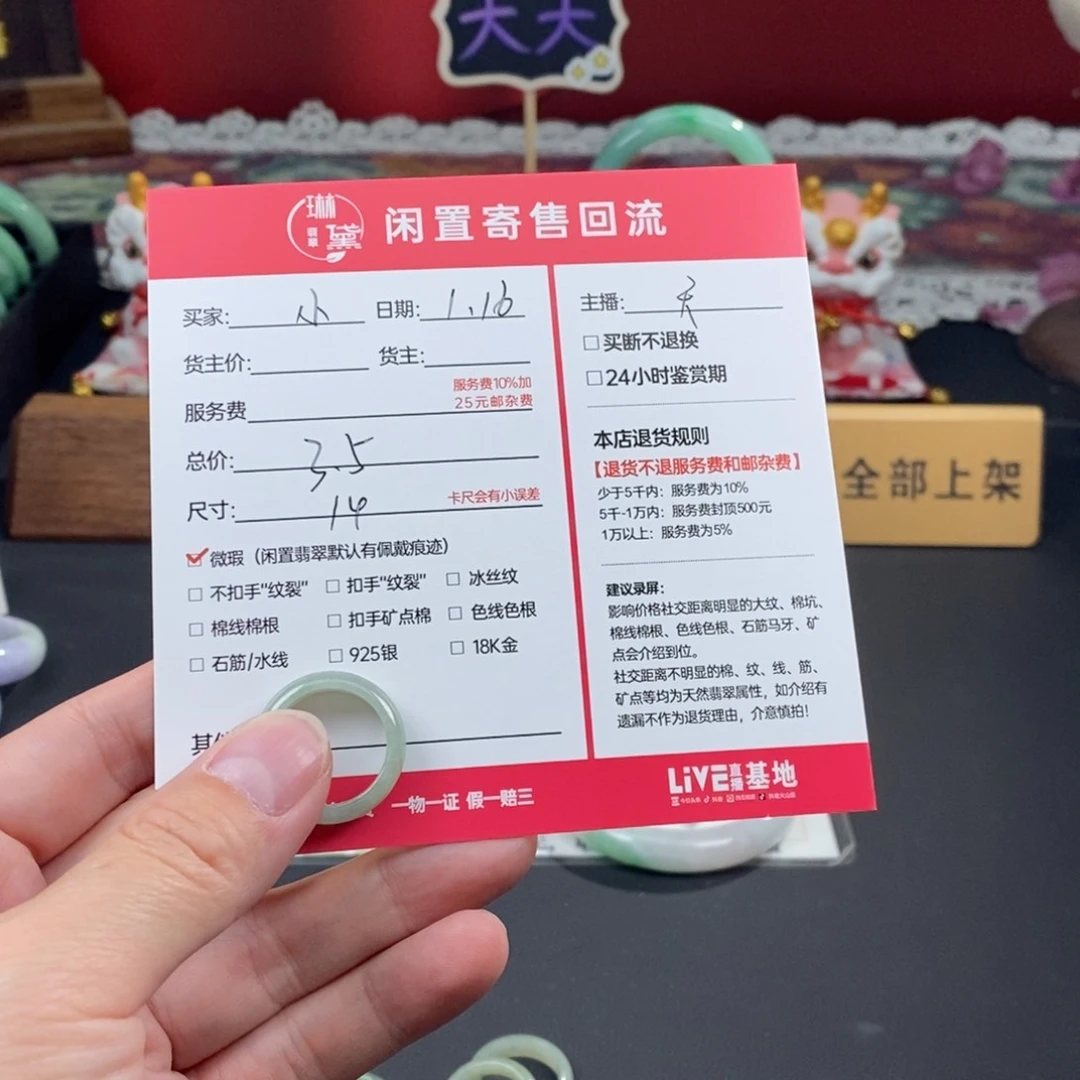 大大
琳
翡翠
黛
闲置寄售回流
买家: 小 日期: 1.16
货主价: 货主:
服务费 服务费10%加
25元邮杂费
总价: 3.5
尺寸: 14 卡尺会有小误差
微瑕（闲置翡翠默认有佩戴痕迹）
不扣手"纹裂" 扣手"纹裂" 冰丝纹
棉线棉根 扣手矿点棉 色线色根
石筋/水线 925银 18K金
一物一证 假一赔三
主播: 天
买断不退换
24小时鉴赏期
本店退货规则
【退货不退服务费和邮杂费】
少于5千内：服务费为10%
5千-1万内：服务费封顶500元
1万以上：服务费为5%
建议录屏：
影响价格社交距离明显的大纹、棉坑、
棉线棉根、色线色根、石筋马牙、矿
点会介绍到位。
社交距离不明显的棉、纹、线、筋、
矿点等均为天然翡翠属性，如介绍有
遗漏不作为退货理由，介意慎拍！
LiVE直播基地
全部上架